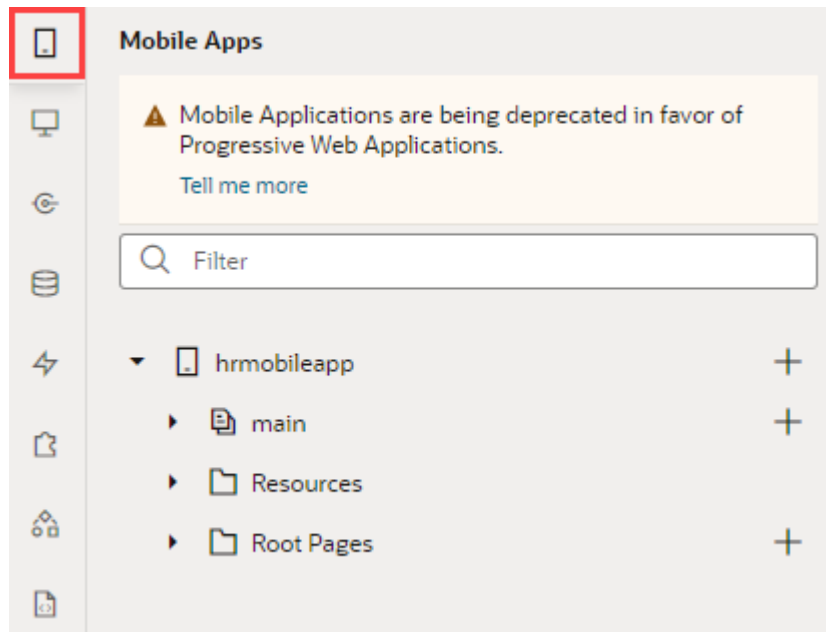 Mobile Apps
Mobile Applications are being deprecated in favor of
Progressive Web Applications.
Tell me more
Filter
hrmobileapp
main
Resources
Root Pages